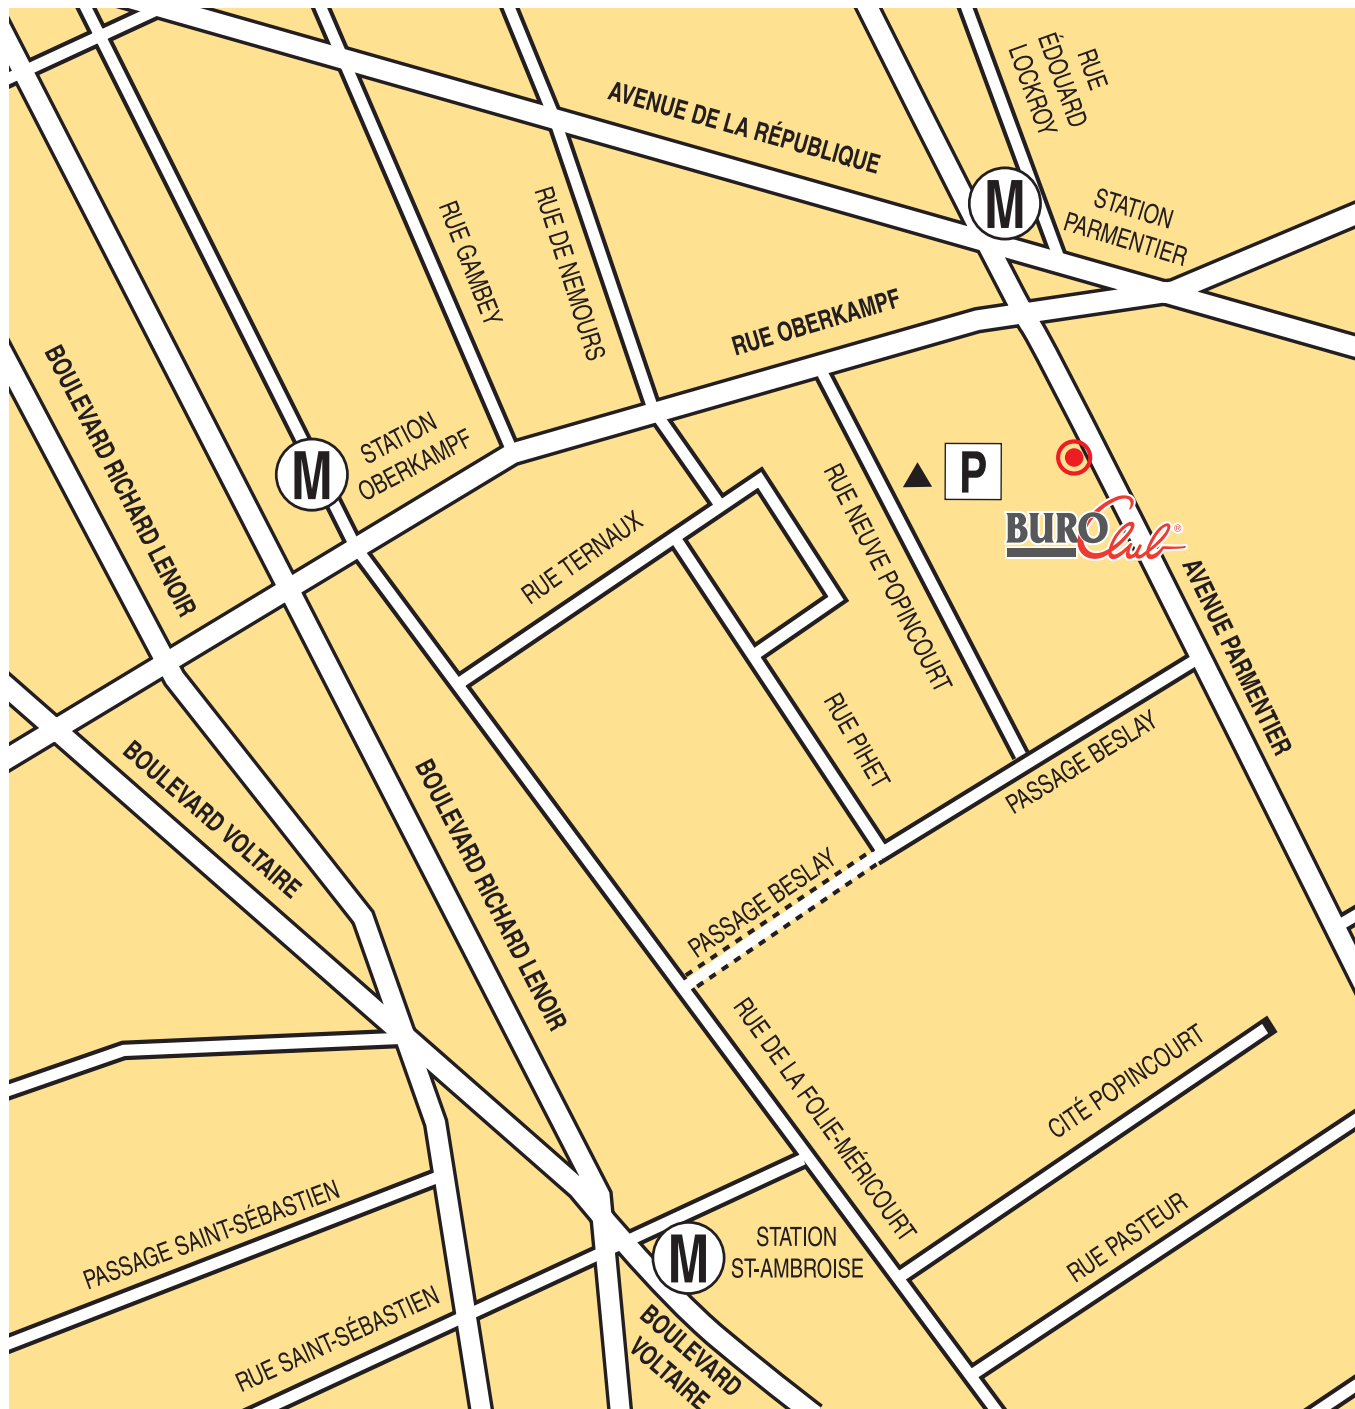 RUE
ÉDOUARD
LOCKROY
AVENUE DE LA RÉPUBLIQUE
M
STATION
PARMENTIER
RUE GAMBEY
RUE DE NEMOURS
RUE OBERKAMPF
BOULEVARD RICHARD LENOIR
M
STATION
OBERKAMPF
P
BURO Club®
RUE TERNAUX
RUE NEUVE POPINCOURT
AVENUE PARMENTIER
RUE PIHET
PASSAGE BESLAY
BOULEVARD VOLTAIRE
BOULEVARD RICHARD LENOIR
PASSAGE BESLAY
RUE DE LA FOLIE-MÉRICOURT
CITÉ POPINCOURT
PASSAGE SAINT-SÉBASTIEN
RUE PASTEUR
M
STATION
ST-AMBROISE
RUE SAINT-SÉBASTIEN
BOULEVARD
VOLTAIRE